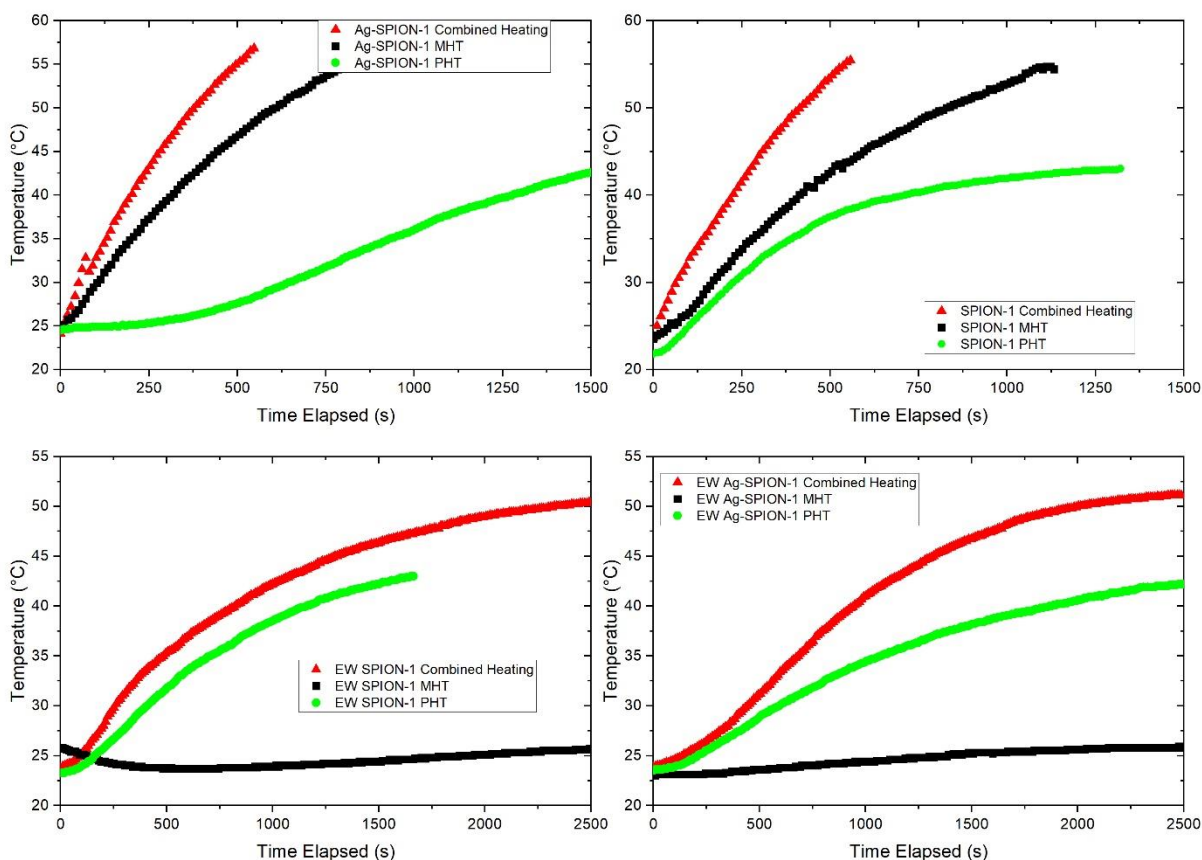 60
55
50
45
40
35
30
25
20
Temperature (°C)
Ag-SPION-1 Combined Heating
Ag-SPION-1 MHT
Ag-SPION-1 PHT
0 250 500 750 1000 1250 1500
Time Elapsed (s)
60
50
40
30
20
Temperature (°C)
SPION-1 Combined Heating
SPION-1 MHT
SPION-1 PHT
0 250 500 750 1000 1250 1500
Time Elapsed (s)
55
50
45
40
35
30
25
20
Temperature (°C)
EW SPION-1 Combined Heating
EW SPION-1 MHT
EW SPION-1 PHT
0 500 1000 1500 2000 2500
Time Elapsed (s)
55
50
45
40
35
30
25
20
Temperature (°C)
EW Ag-SPION-1 Combined Heating
EW Ag-SPION-1 MHT
EW Ag-SPION-1 PHT
0 500 1000 1500 2000 2500
Time Elapsed (s)